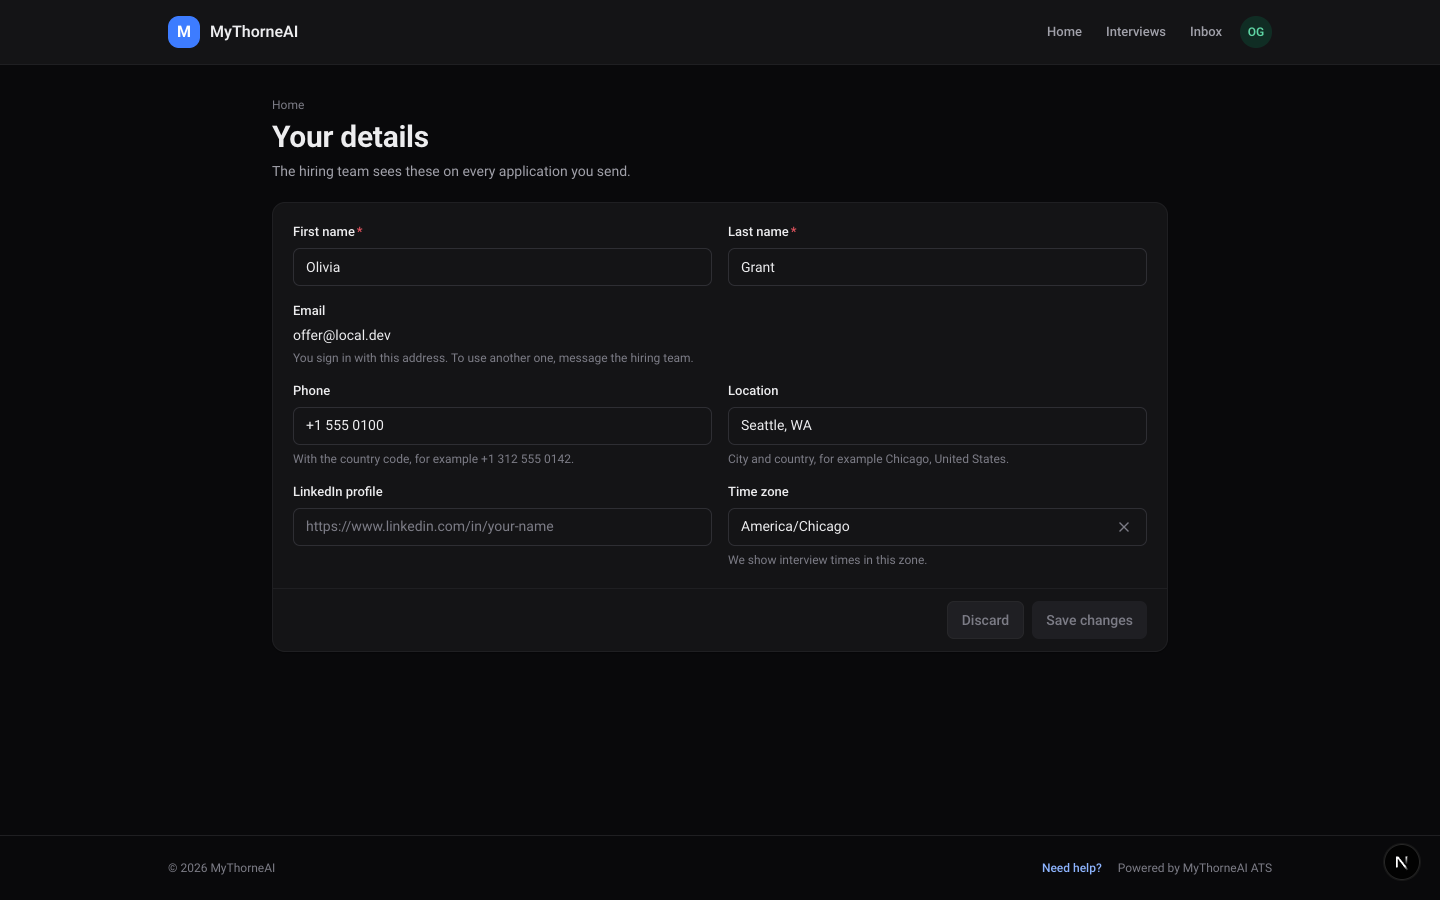 M MyThorneAI
Home Interviews Inbox OG
Home
Your details
The hiring team sees these on every application you send.
First name* Last name*
Olivia Grant
Email
offer@local.dev
You sign in with this address. To use another one, message the hiring team.
Phone Location
+1 555 0100 Seattle, WA
With the country code, for example +1 312 555 0142. City and country, for example Chicago, United States.
LinkedIn profile Time zone
https://www.linkedin.com/in/your-name America/Chicago
We show interview times in this zone.
Discard Save changes
© 2026 MyThorneAI Need help? Powered by MyThorneAI ATS
N